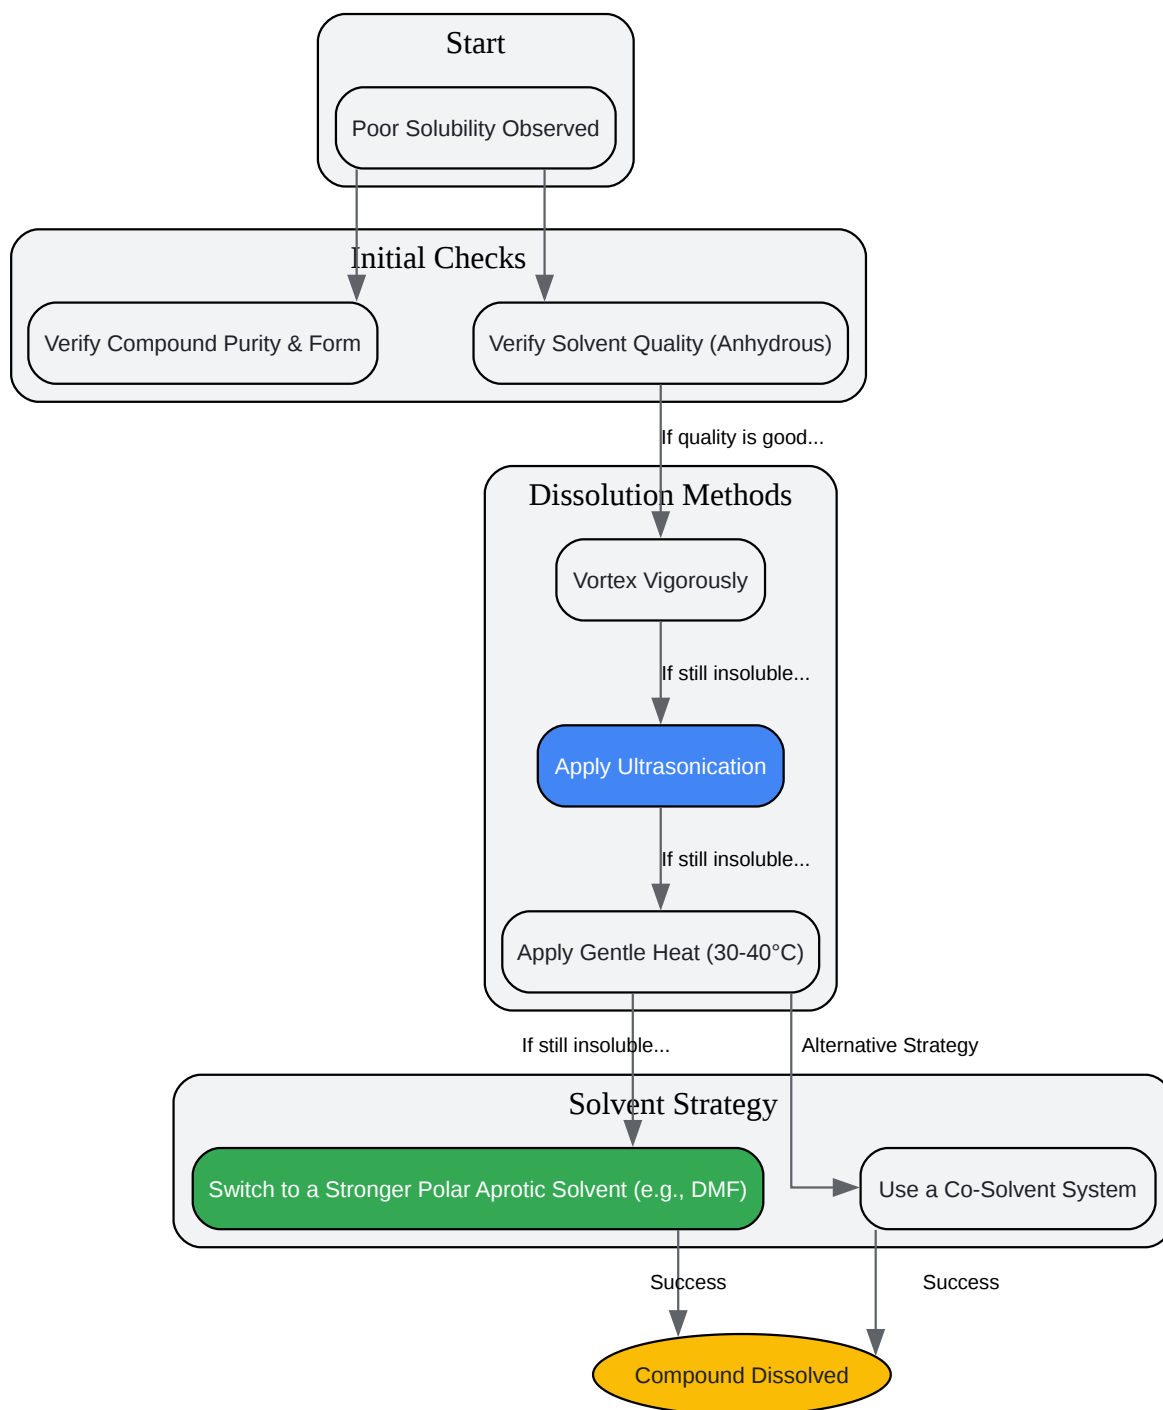 Start
Poor Solubility Observed
Initial Checks
Verify Compound Purity & Form
Verify Solvent Quality (Anhydrous)
If quality is good...
Dissolution Methods
Vortex Vigorously
If still insoluble...
Apply Ultrasonication
If still insoluble...
Apply Gentle Heat (30-40°C)
If still insoluble...
Alternative Strategy
Solvent Strategy
Switch to a Stronger Polar Aprotic Solvent (e.g., DMF)
Use a Co-Solvent System
Success
Success
Compound Dissolved